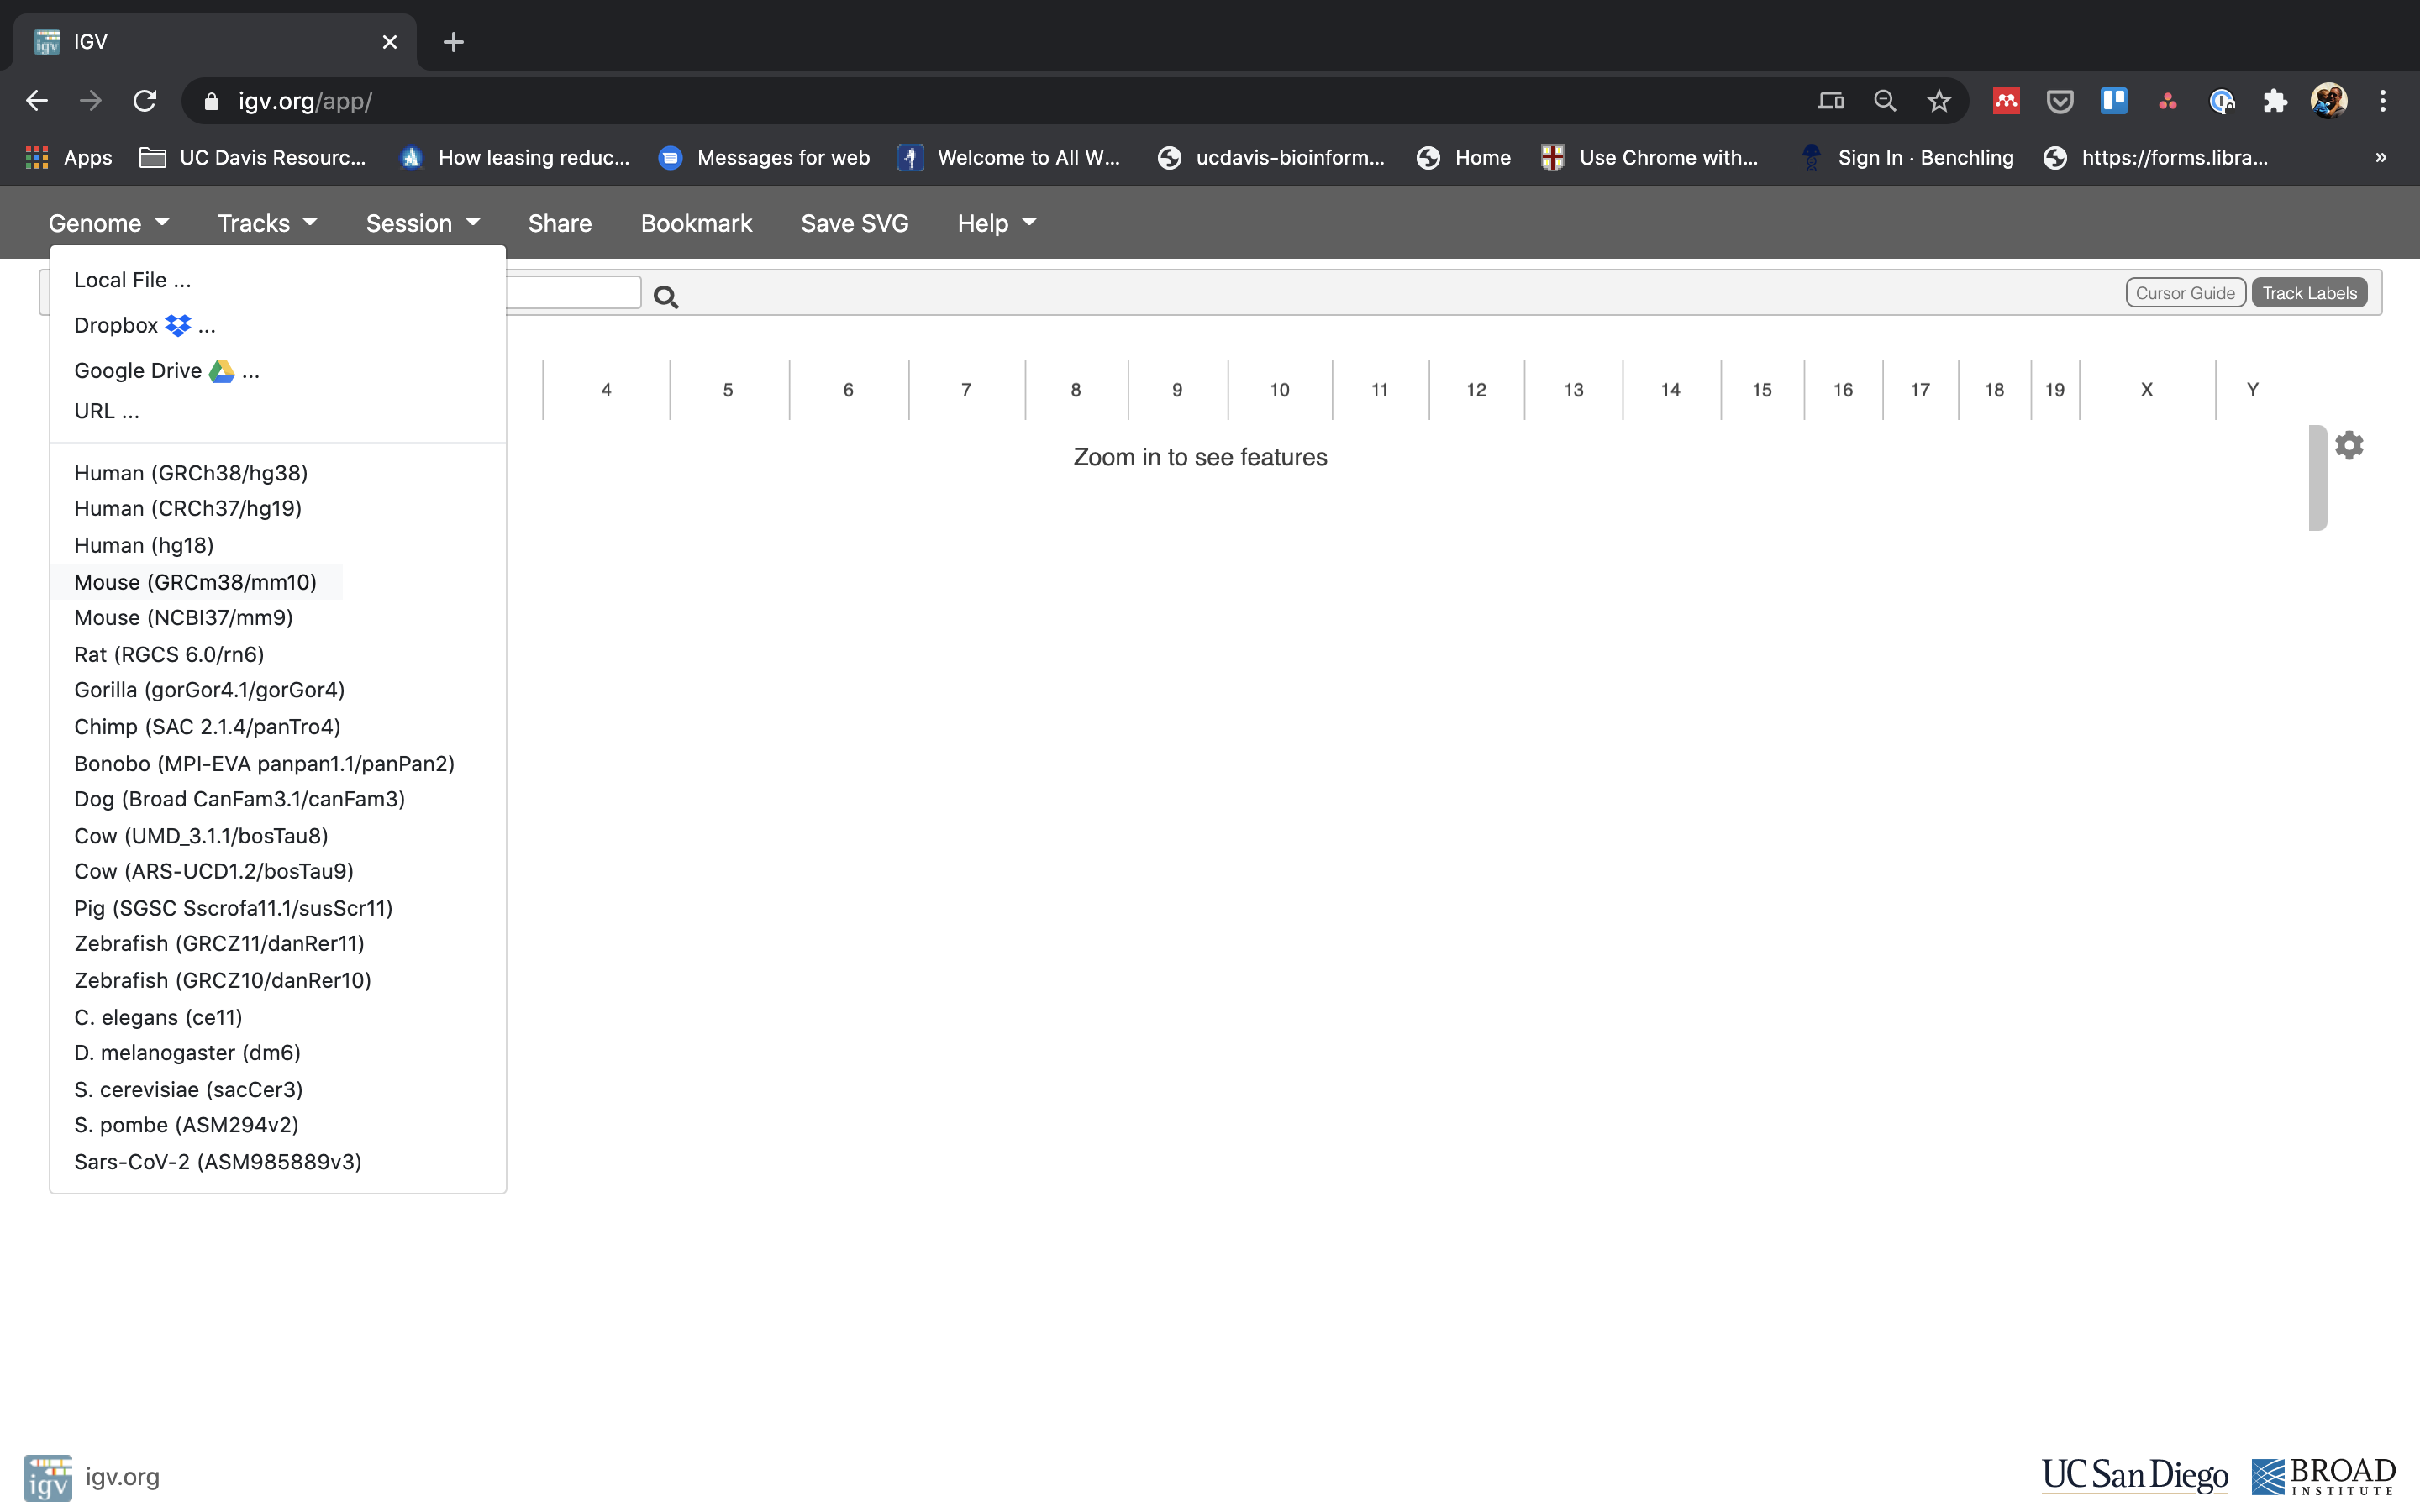 IGV
igv.org/app/
Apps UC Davis Resourc... How leasing reduc... Messages for web Welcome to All W... ucdavis-bioinform... Home Use Chrome with... Sign In · Benchling https://forms.libra... »
Genome Tracks Session Share Bookmark Save SVG Help
Cursor Guide Track Labels
Local File ...
Dropbox ...
Google Drive ...
URL ...
Human (GRCh38/hg38)
Human (CRCh37/hg19)
Human (hg18)
Mouse (GRCm38/mm10)
Mouse (NCBI37/mm9)
Rat (RGCS 6.0/rn6)
Gorilla (gorGor4.1/gorGor4)
Chimp (SAC 2.1.4/panTro4)
Bonobo (MPI-EVA panpan1.1/panPan2)
Dog (Broad CanFam3.1/canFam3)
Cow (UMD_3.1.1/bosTau8)
Cow (ARS-UCD1.2/bosTau9)
Pig (SGSC Sscrofa11.1/susScr11)
Zebrafish (GRCZ11/danRer11)
Zebrafish (GRCZ10/danRer10)
C. elegans (ce11)
D. melanogaster (dm6)
S. cerevisiae (sacCer3)
S. pombe (ASM294v2)
Sars-CoV-2 (ASM985889v3)
4 5 6 7 8 9 10 11 12 13 14 15 16 17 18 19 X Y
Zoom in to see features
igv igv.org
UC San Diego
BROAD
INSTITUTE